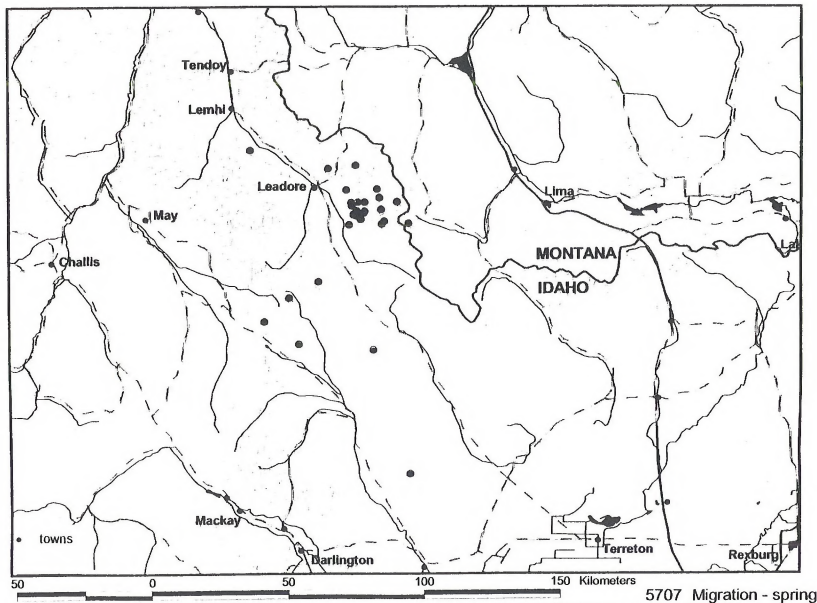 Tendoy
Lemhi
Leadore
Lima
May
MONTANA
La
Challis
IDAHO
Mackay
towns
Darlington
Terreton
Rexburg
50 0 50 100 150 Kilometers
5707 Migration - spring